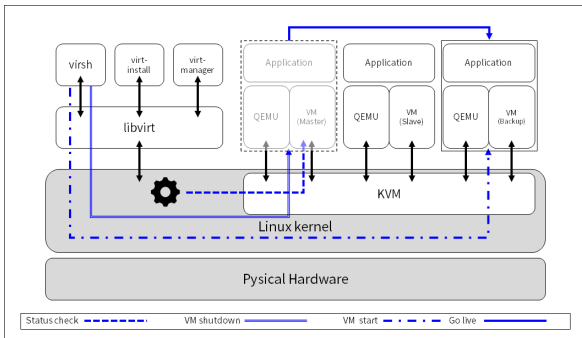 virsh
virt-
install
virt-
manager
Application
Application
Application
QEMU
VM
(Master)
QEMU
VM
(Slave)
QEMU
VM
(Backup)
libvirt
KVM
Linux kernel
Pysical Hardware
Status check
VM shutdown
VM start
Go live